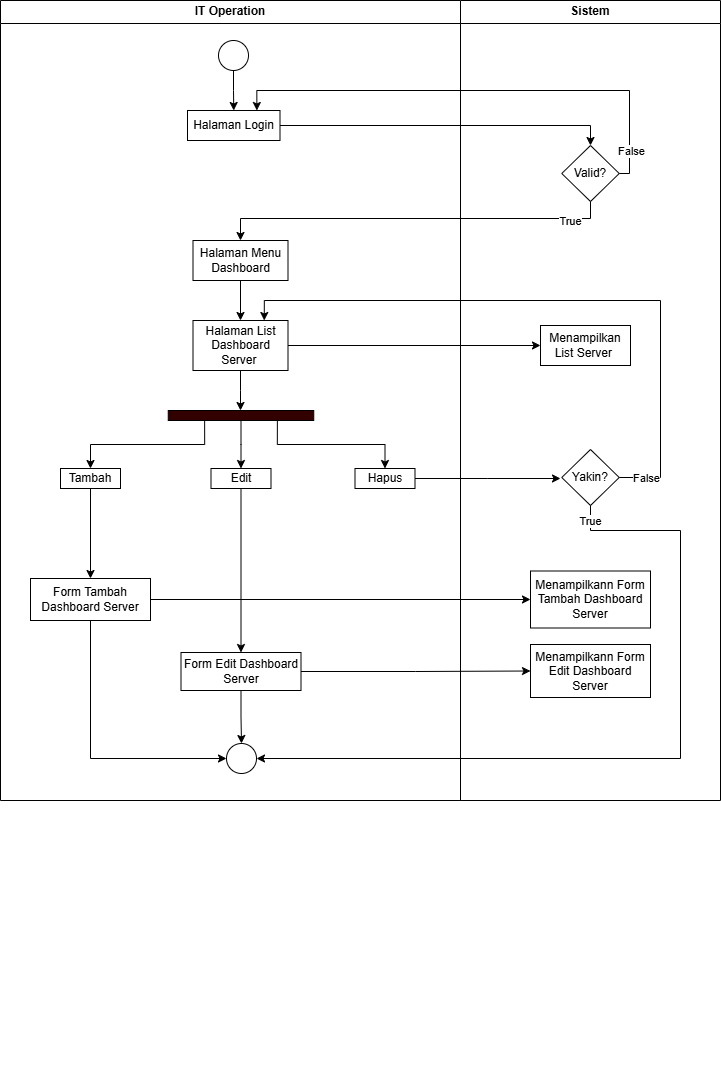 IT Operation
Sistem
Halaman Login
False
Valid?
True
Halaman Menu
Dashboard
Halaman List
Dashboard
Server
Menampilkan
List Server
Tambah
Edit
Hapus
Yakin?
False
True
Form Tambah
Dashboard Server
Menampilkann Form
Tambah Dashboard
Server
Form Edit Dashboard
Server
Menampilkann Form
Edit Dashboard
Server